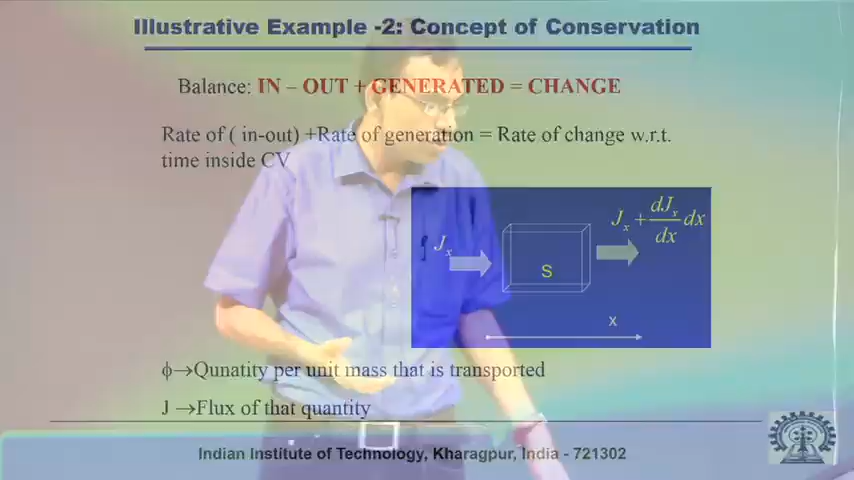 Illustrative Example -2: Concept of Conservation
Balance: IN – OUT + GENERATED = CHANGE
Rate of ( in-out) +Rate of generation = Rate of change w.r.t.
time inside CV
J_x
J_x + dJ_x/dx dx
S
x
ϕ→Qunatity per unit mass that is transported
J →Flux of that quantity
Indian Institute of Technology, Kharagpur, India - 721302